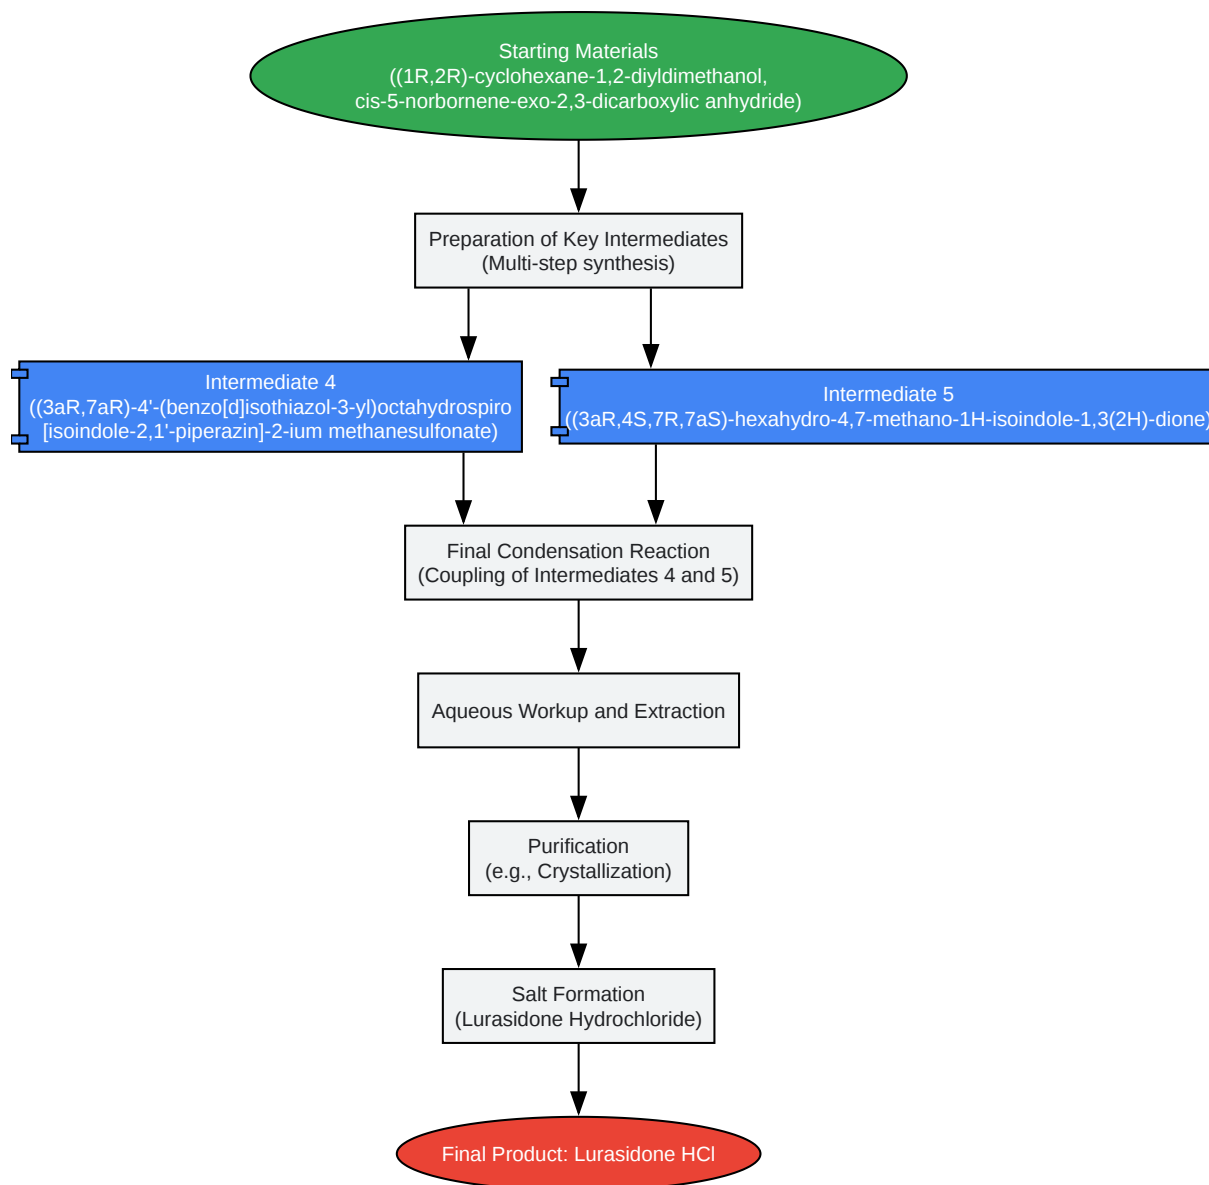 Starting Materials
((1R,2R)-cyclohexane-1,2-diyldimethanol,
cis-5-norbornene-exo-2,3-dicarboxylic anhydride)
Preparation of Key Intermediates
(Multi-step synthesis)
Intermediate 4
((3aR,7aR)-4'-(benzo[d]isothiazol-3-yl)octahydrospiro
[isoindole-2,1'-piperazin]-2-ium methanesulfonate)
Intermediate 5
((3aR,4S,7R,7aS)-hexahydro-4,7-methano-1H-isoindole-1,3(2H)-dione)
Final Condensation Reaction
(Coupling of Intermediates 4 and 5)
Aqueous Workup and Extraction
Purification
(e.g., Crystallization)
Salt Formation
(Lurasidone Hydrochloride)
Final Product: Lurasidone HCl